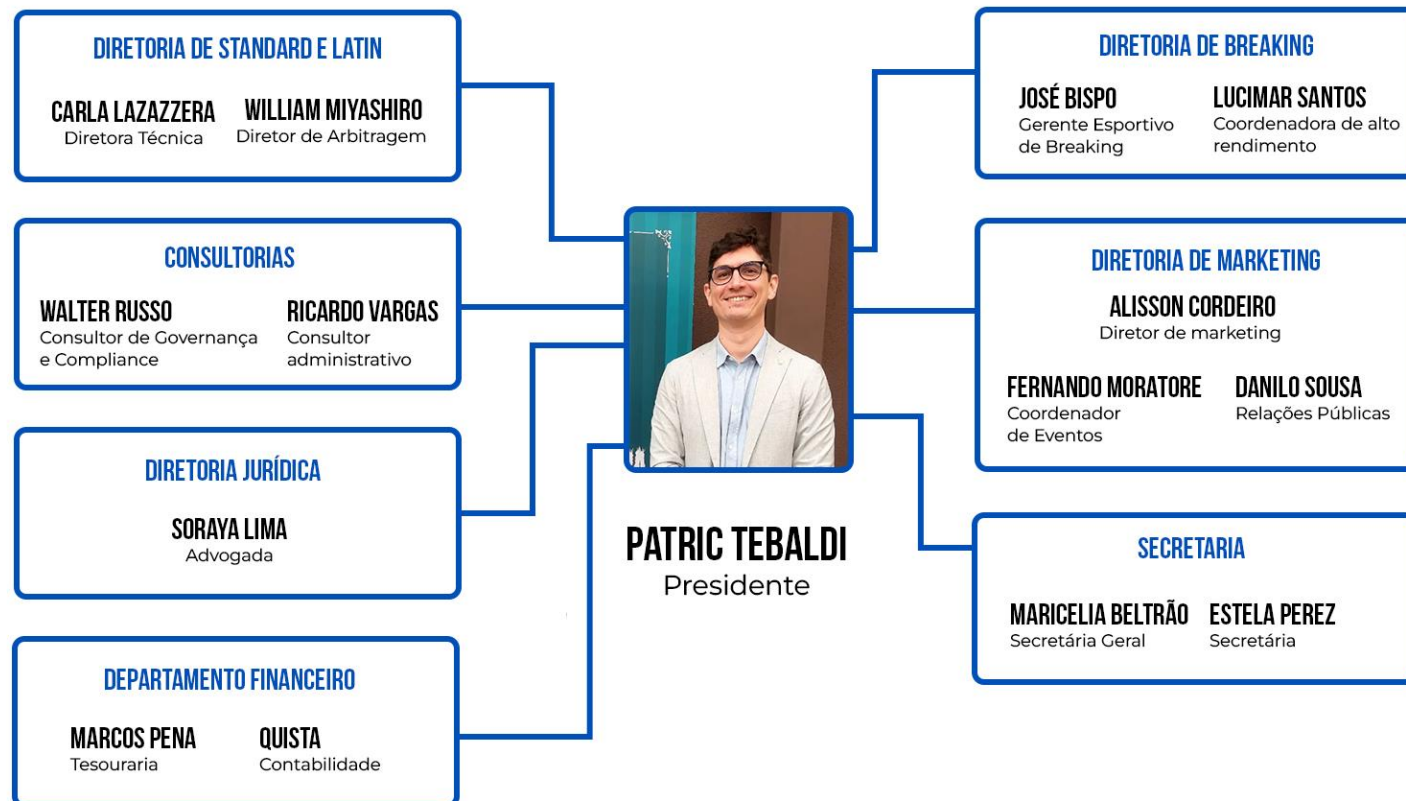 DIRETORIA DE STANDARD E LATIN
CARLA LAZAZZERA
Diretora Técnica
WILLIAM MIYASHIRO
Diretor de Arbitragem
CONSULTORIAS
WALTER RUSSO
Consultor de Governança
e Compliance
RICARDO VARGAS
Consultor
administrativo
DIRETORIA JURÍDICA
SORAYA LIMA
Advogada
DEPARTAMENTO FINANCEIRO
MARCOS PENA
Tesouraria
QUISTA
Contabilidade
PATRIC TEBALDI
Presidente
DIRETORIA DE BREAKING
JOSÉ BISPO
Gerente Esportivo
de Breaking
LUCIMAR SANTOS
Coordenadora de alto
rendimento
DIRETORIA DE MARKETING
ALISSON CORDEIRO
Diretor de marketing
FERNANDO MORATORE
Coordenador
de Eventos
DANILO SOUSA
Relações Públicas
SECRETARIA
MARICELIA BELTRÃO
Secretária Geral
ESTELA PEREZ
Secretária